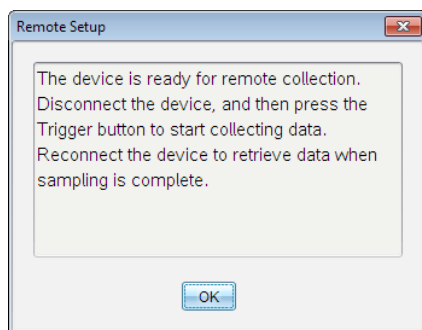 Remote Setup
The device is ready for remote collection.
Disconnect the device, and then press the
Trigger button to start collecting data.
Reconnect the device to retrieve data when
sampling is complete.
OK